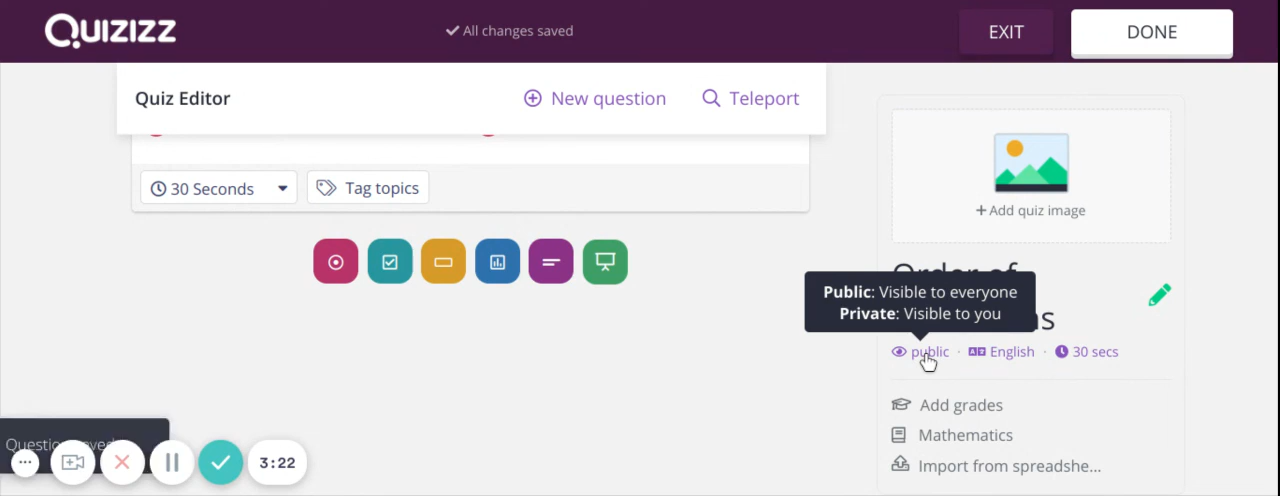 QUIZIZZ
All changes saved
EXIT
DONE
Quiz Editor
New question
Teleport
30 Seconds
Tag topics
+ Add quiz image
Public: Visible to everyone
Private: Visible to you
public · English · 30 secs
Add grades
Mathematics
Import from spreadshe...
3:22